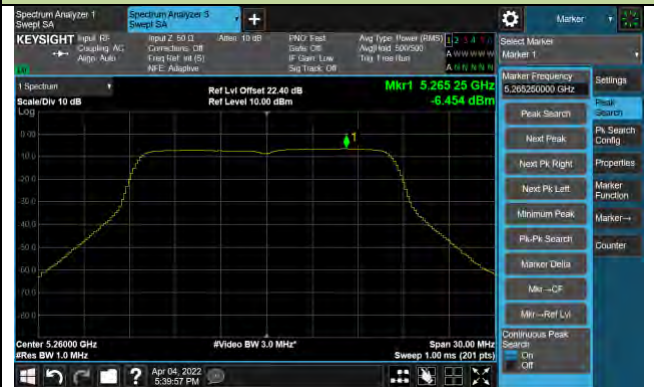 Spectrum Analyzer 1
Swept SA
Spectrum Analyzer 5
Swept SA
+
Marker
KEYSIGHT
Input: RF
Coupling: AC
Align: Auto
Input Z: 50 Ω
Corrections: Off
Freq Ref: Int (S)
NFE: Adaptive
Atten: 10 dB
PNO: Fast
Gate: Off
IF Gain: Low
Sig Track: Off
Avg Type: Power (RMS)
Avg|Hold: 500/500
Trig: Free Run
1 2 3 4 5 6
A W W W W W
A N N N N N
Select Marker
Marker 1
1 Spectrum
Scale/Div 10 dB
Log
Ref Lvl Offset 22.40 dB
Ref Level 10.00 dBm
Mkr1 5.265 25 GHz
-6.454 dBm
Marker Frequency
5.265250000 GHz
Settings
Peak Search
Peak
Search
Next Peak
Pk Search
Config
Next Pk Right
Properties
Next Pk Left
Marker
Function
Minimum Peak
Marker→
Pk-Pk Search
Counter
Marker Delta
Mkr→CF
Mkr→Ref Lvl
Continuous Peak
Search
On
Off
1
0.00
-10.0
-20.0
-30.0
-40.0
-50.0
-60.0
-70.0
-80.0
Center 5.26000 GHz
#Res BW 1.0 MHz
#Video BW 3.0 MHz*
Span 30.00 MHz
Sweep 1.00 ms (201 pts)
?
Apr 04, 2022
5:39:57 PM